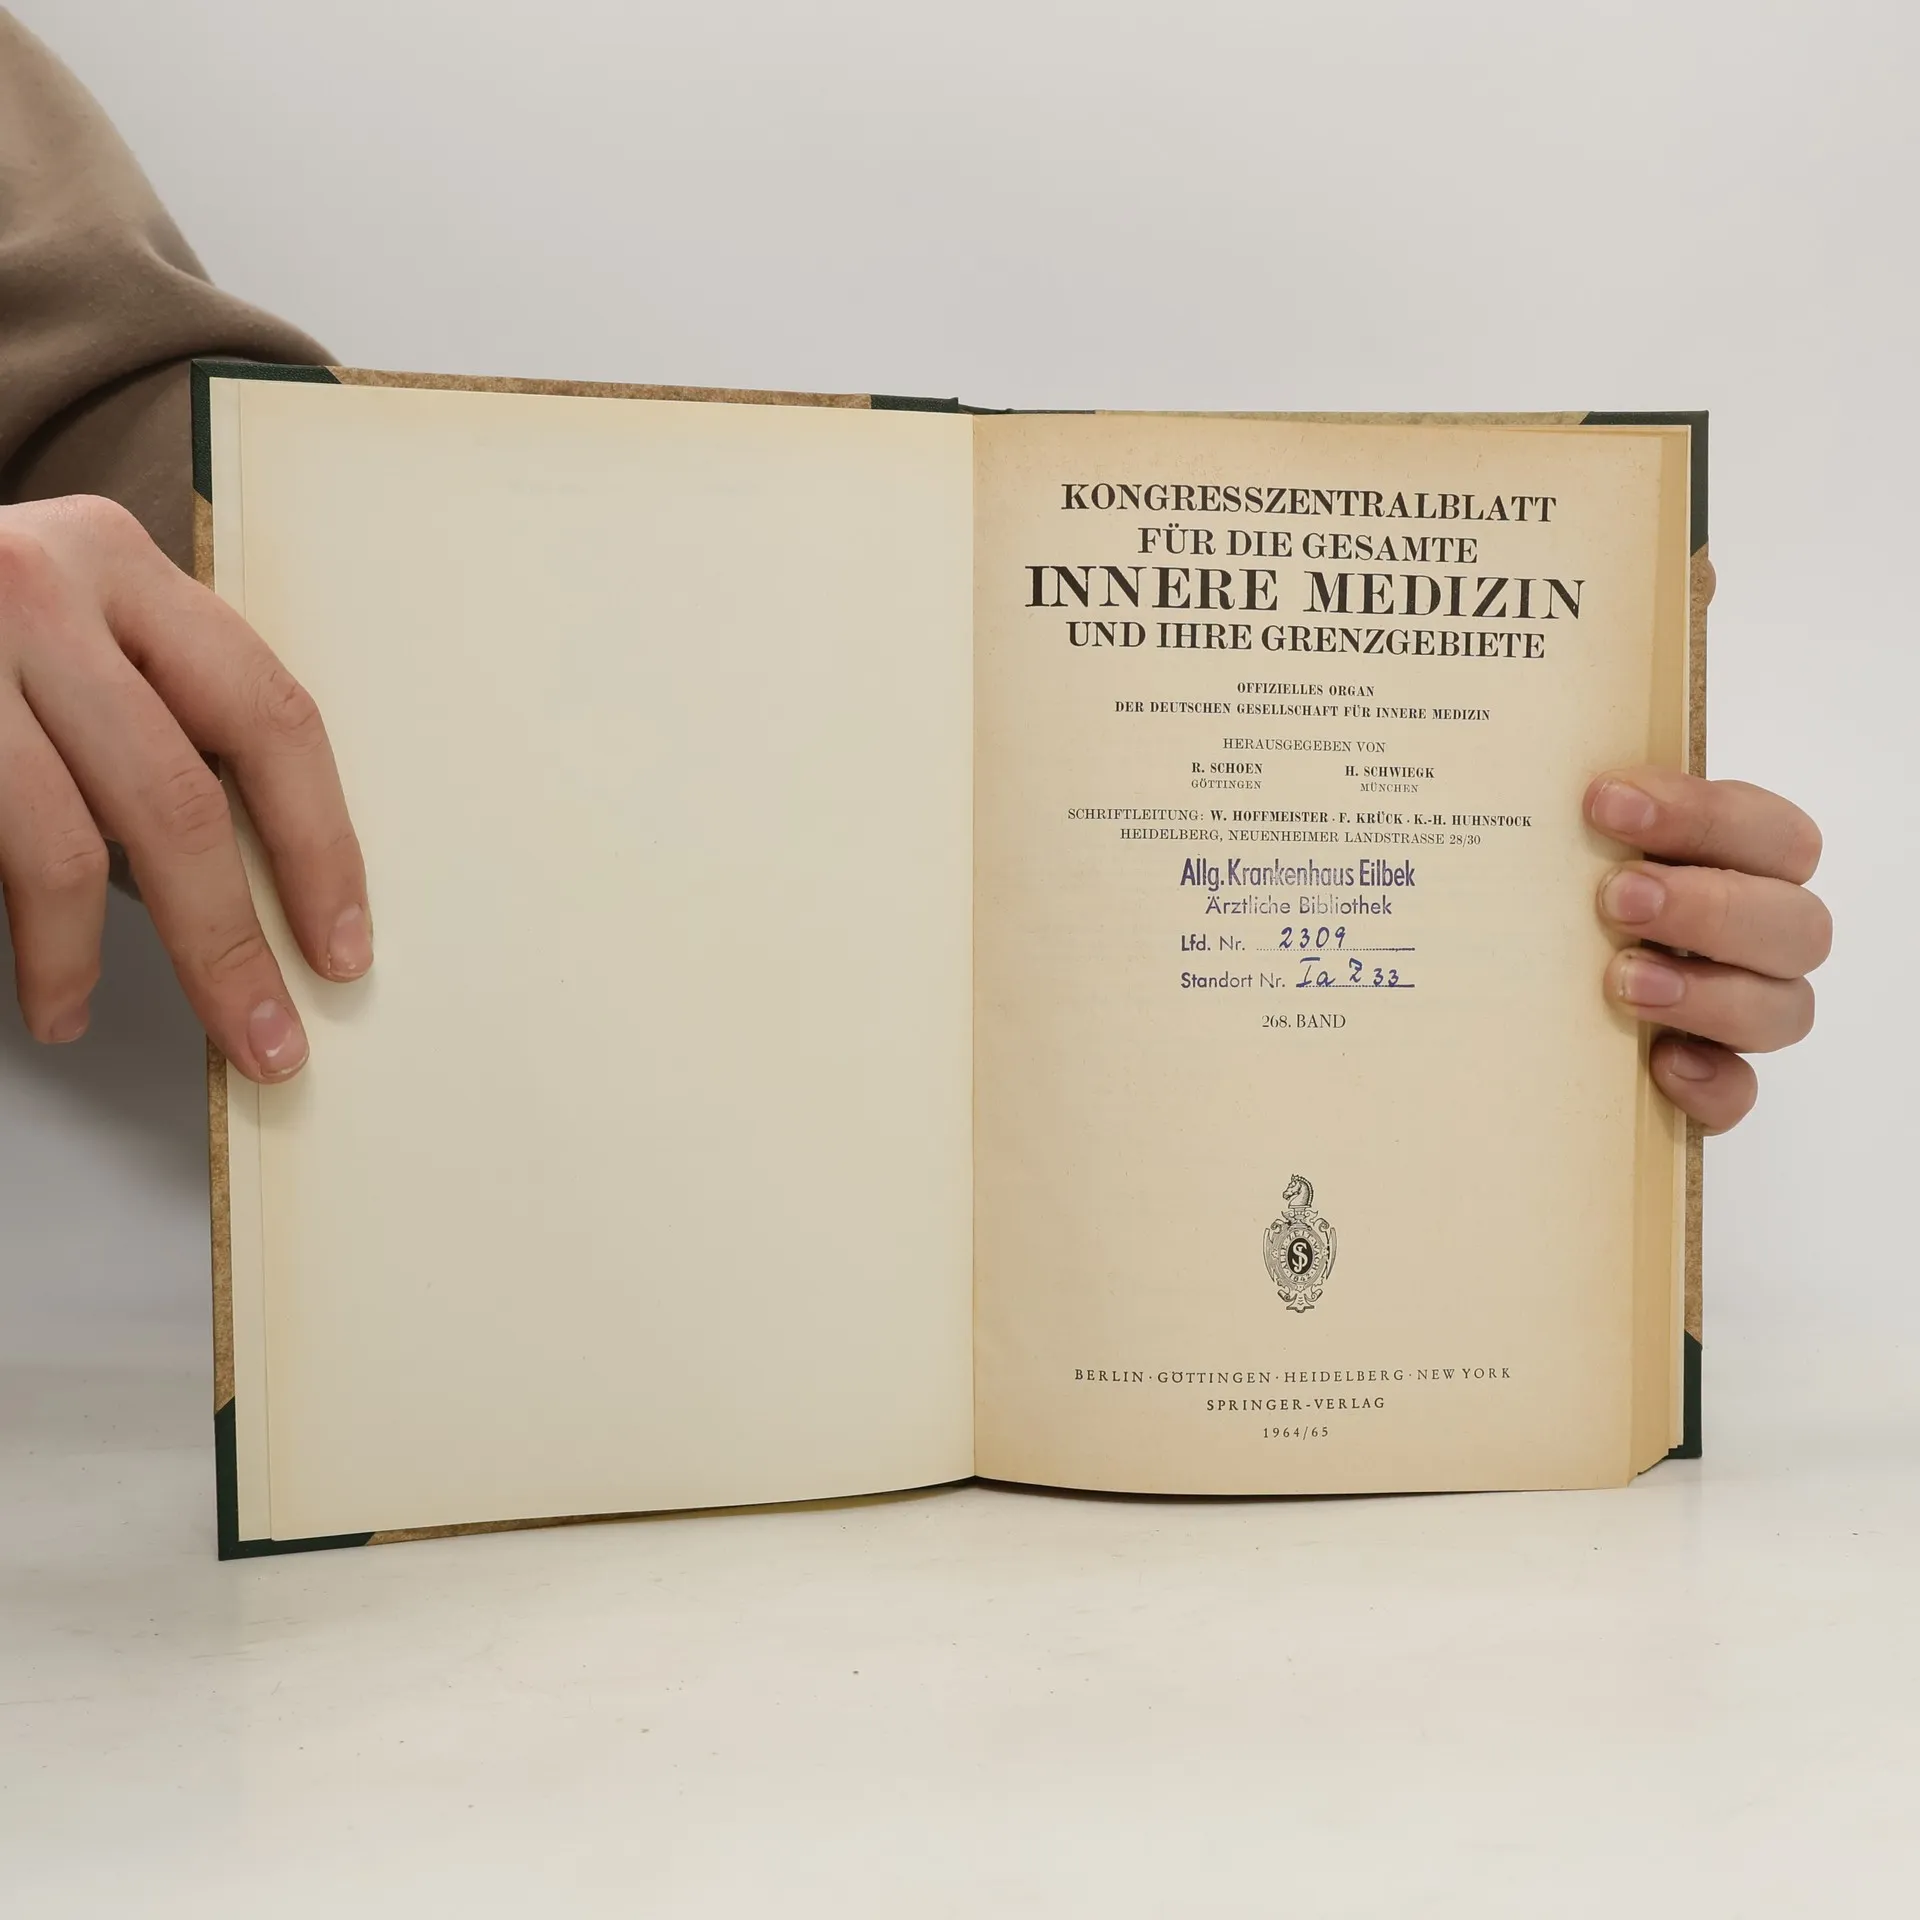 KONGRESSZENTRALBLATT
FÜR DIE GESAMTE
INNERE MEDIZIN
UND IHRE GRENZGEBIETE
OFFIZIELLES ORGAN
DER DEUTSCHEN GESELLSCHAFT FÜR INNERE MEDIZIN
HERAUSGEGEBEN VON
R. SCHOEN H. SCHWIEGK
GÖTTINGEN MÜNCHEN
SCHRIFTLEITUNG: W. HOFFMEISTER · F. KRÜCK · K.-H. HUHNSTOCK
HEIDELBERG, NEUENHEIMER LANDSTRASSE 28/30
Allg. Krankenhaus Eilbek
Ärztliche Bibliothek
Lfd. Nr. 2309
Standort Nr. Ia Z 33
268. BAND
BERLIN · GÖTTINGEN · HEIDELBERG · NEW YORK
SPRINGER-VERLAG
1964/65